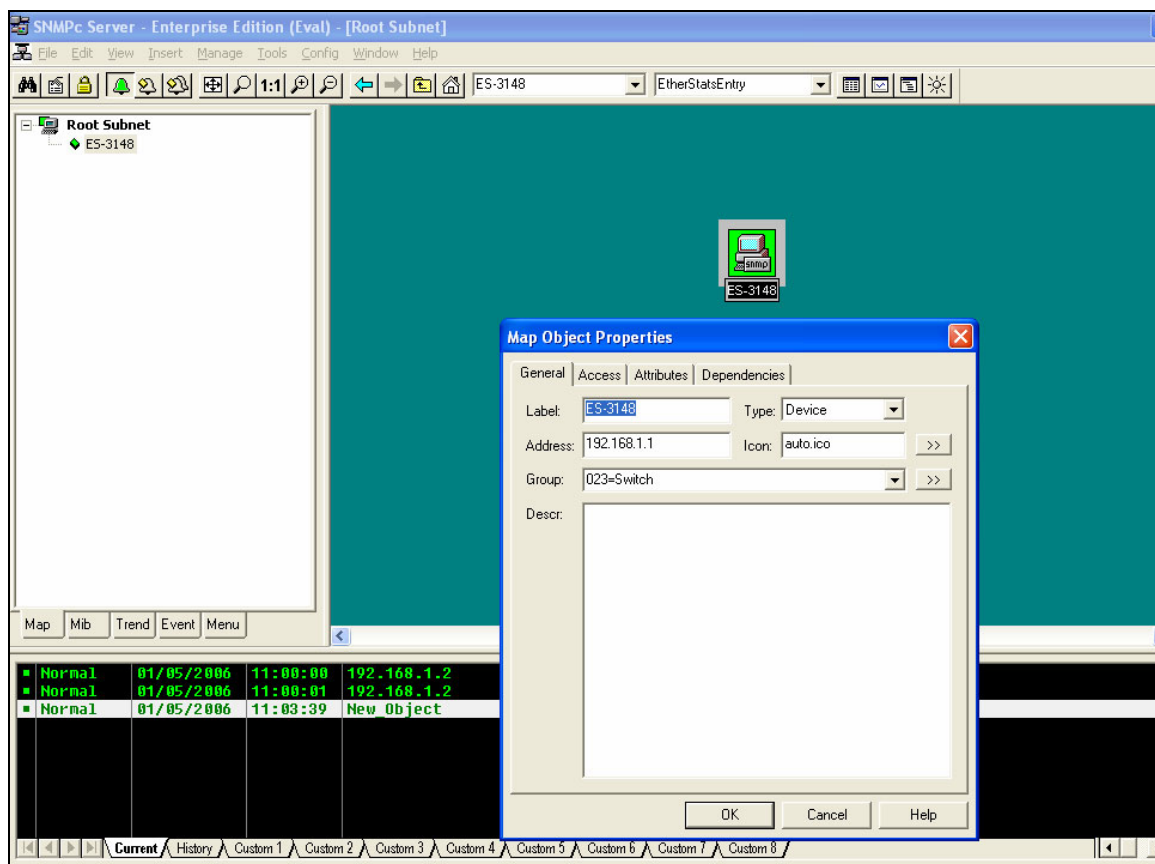 SNMPc Server - Enterprise Edition (Eval) - [Root Subnet]
File Edit View Insert Manage Tools Config Window Help
1:1 ES-3148 EtherStatsEntry
Root Subnet
ES-3148
snmp
ES-3148
Map Object Properties
General Access Attributes Dependencies
Label: ES-3148 Type: Device
Address: 192.168.1.1 Icon: auto.ico >>
Group: 023=Switch >>
Descr:
OK Cancel Help
Map Mib Trend Event Menu
Normal 01/05/2006 11:00:00 192.168.1.2
Normal 01/05/2006 11:00:01 192.168.1.2
Normal 01/05/2006 11:03:39 New_Object
Current History Custom 1 Custom 2 Custom 3 Custom 4 Custom 5 Custom 6 Custom 7 Custom 8